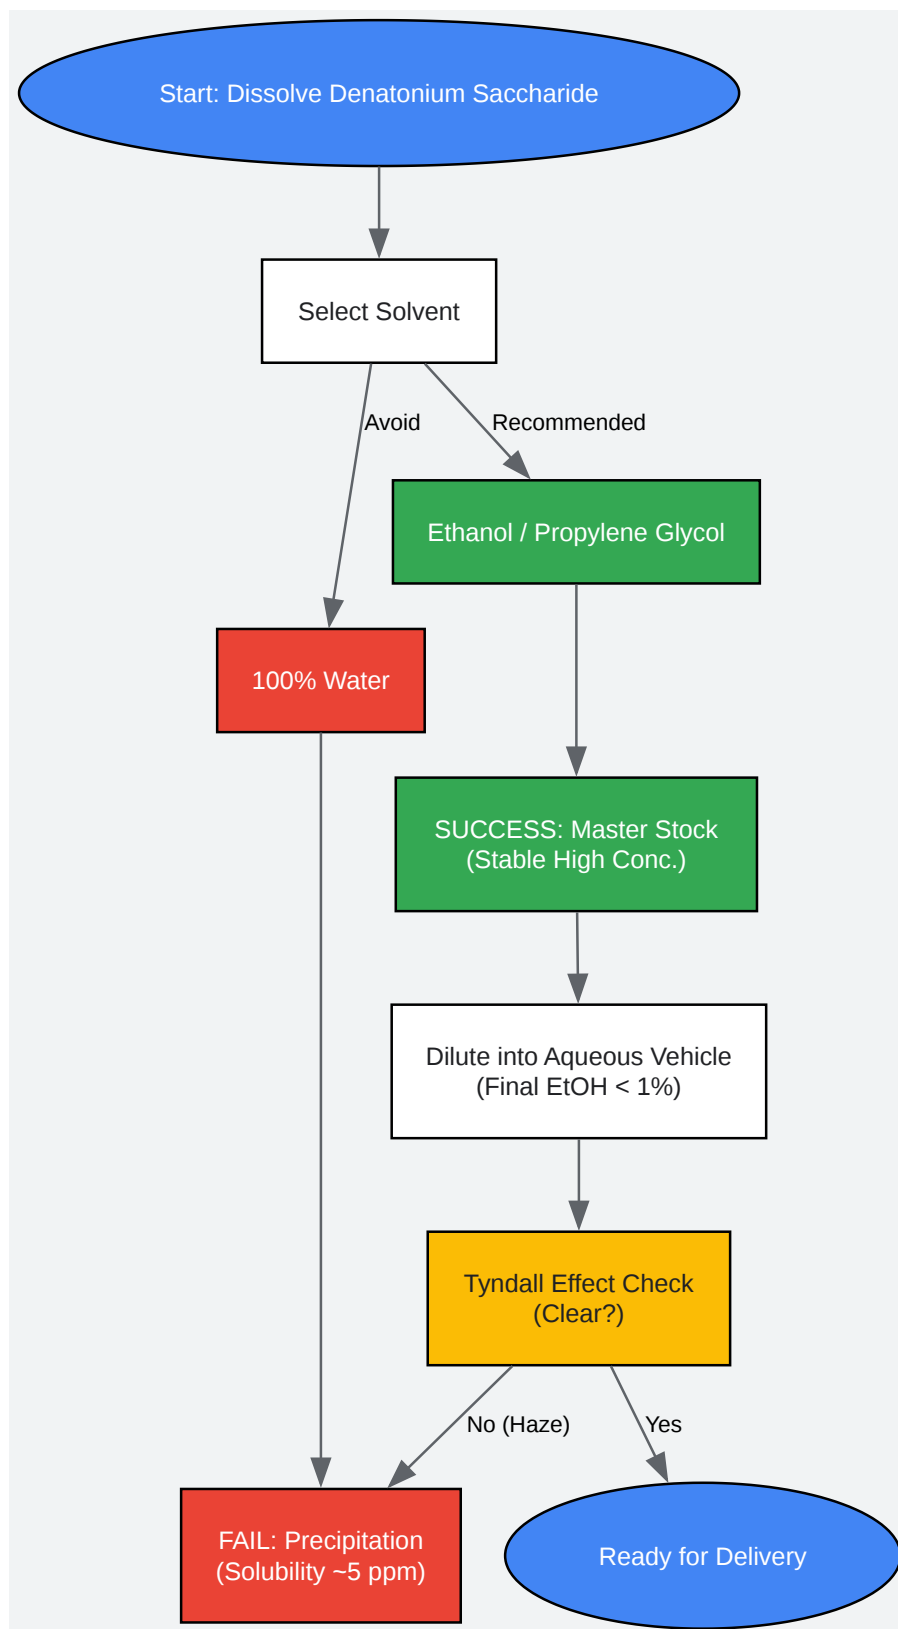 Start: Dissolve Denatonium Saccharide
Select Solvent
Avoid
Recommended
Ethanol / Propylene Glycol
100% Water
SUCCESS: Master Stock
(Stable High Conc.)
Dilute into Aqueous Vehicle
(Final EtOH < 1%)
Tyndall Effect Check
(Clear?)
No (Haze)
Yes
FAIL: Precipitation
(Solubility ~5 ppm)
Ready for Delivery